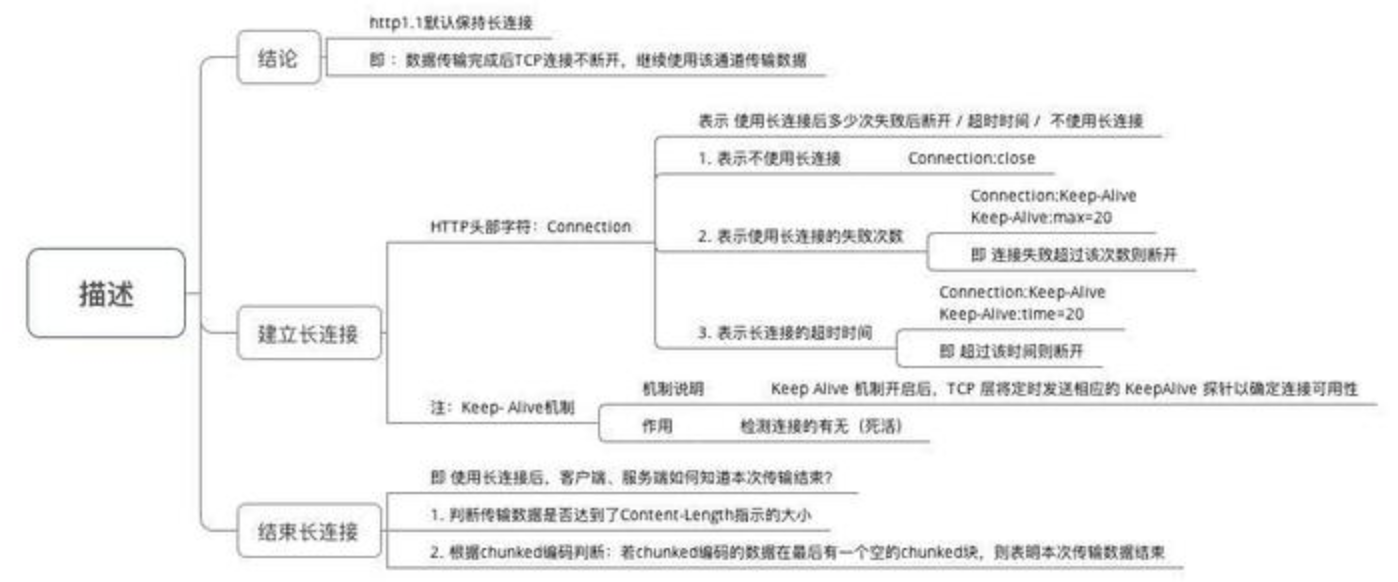 描述
结论
http1.1默认保持长连接
即 ：数据传输完成后TCP连接不断开，继续使用该通道传输数据
建立长连接
HTTP头部字符：Connection
表示 使用长连接后多少次失败后断开 / 超时时间 / 不使用长连接
1. 表示不使用长连接 Connection:close
2. 表示使用长连接的失败次数
Connection:Keep-Alive
Keep-Alive:max=20
即 连接失败超过该次数则断开
3. 表示长连接的超时时间
Connection:Keep-Alive
Keep-Alive:time=20
即 超过该时间则断开
注：Keep- Alive机制
机制说明 Keep Alive 机制开启后，TCP 层将定时发送相应的 KeepAlive 探针以确定连接可用性
作用 检测连接的有无（死活）
结束长连接
即 使用长连接后，客户端、服务端如何知道本次传输结束？
1. 判断传输数据是否达到了Content-Length指示的大小
2. 根据chunked编码判断：若chunked编码的数据在最后有一个空的chunked块，则表明本次传输数据结束